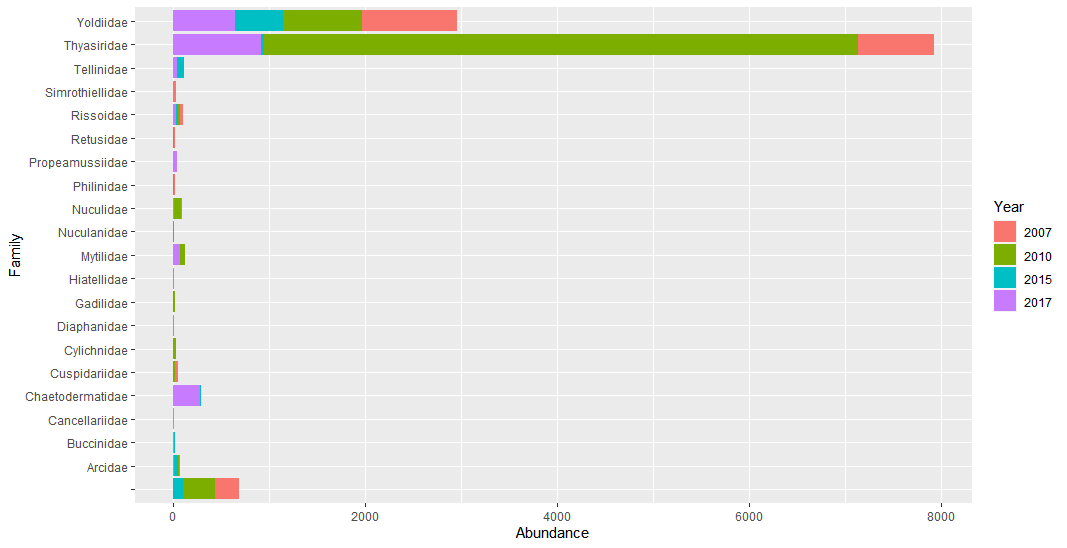 Yoldiidae
Thyasiridae
Tellinidae
Simrothiellidae
Rissoidae
Retusidae
Propeamussiidae
Philinidae
Nuculidae
Nuculanidae
Mytilidae
Hiatellidae
Gadilidae
Diaphanidae
Cylichnidae
Cuspidariidae
Chaetodermatidae
Cancellariidae
Buccinidae
Arcidae
Family
0 2000 4000 6000 8000
Abundance
Year
2007
2010
2015
2017